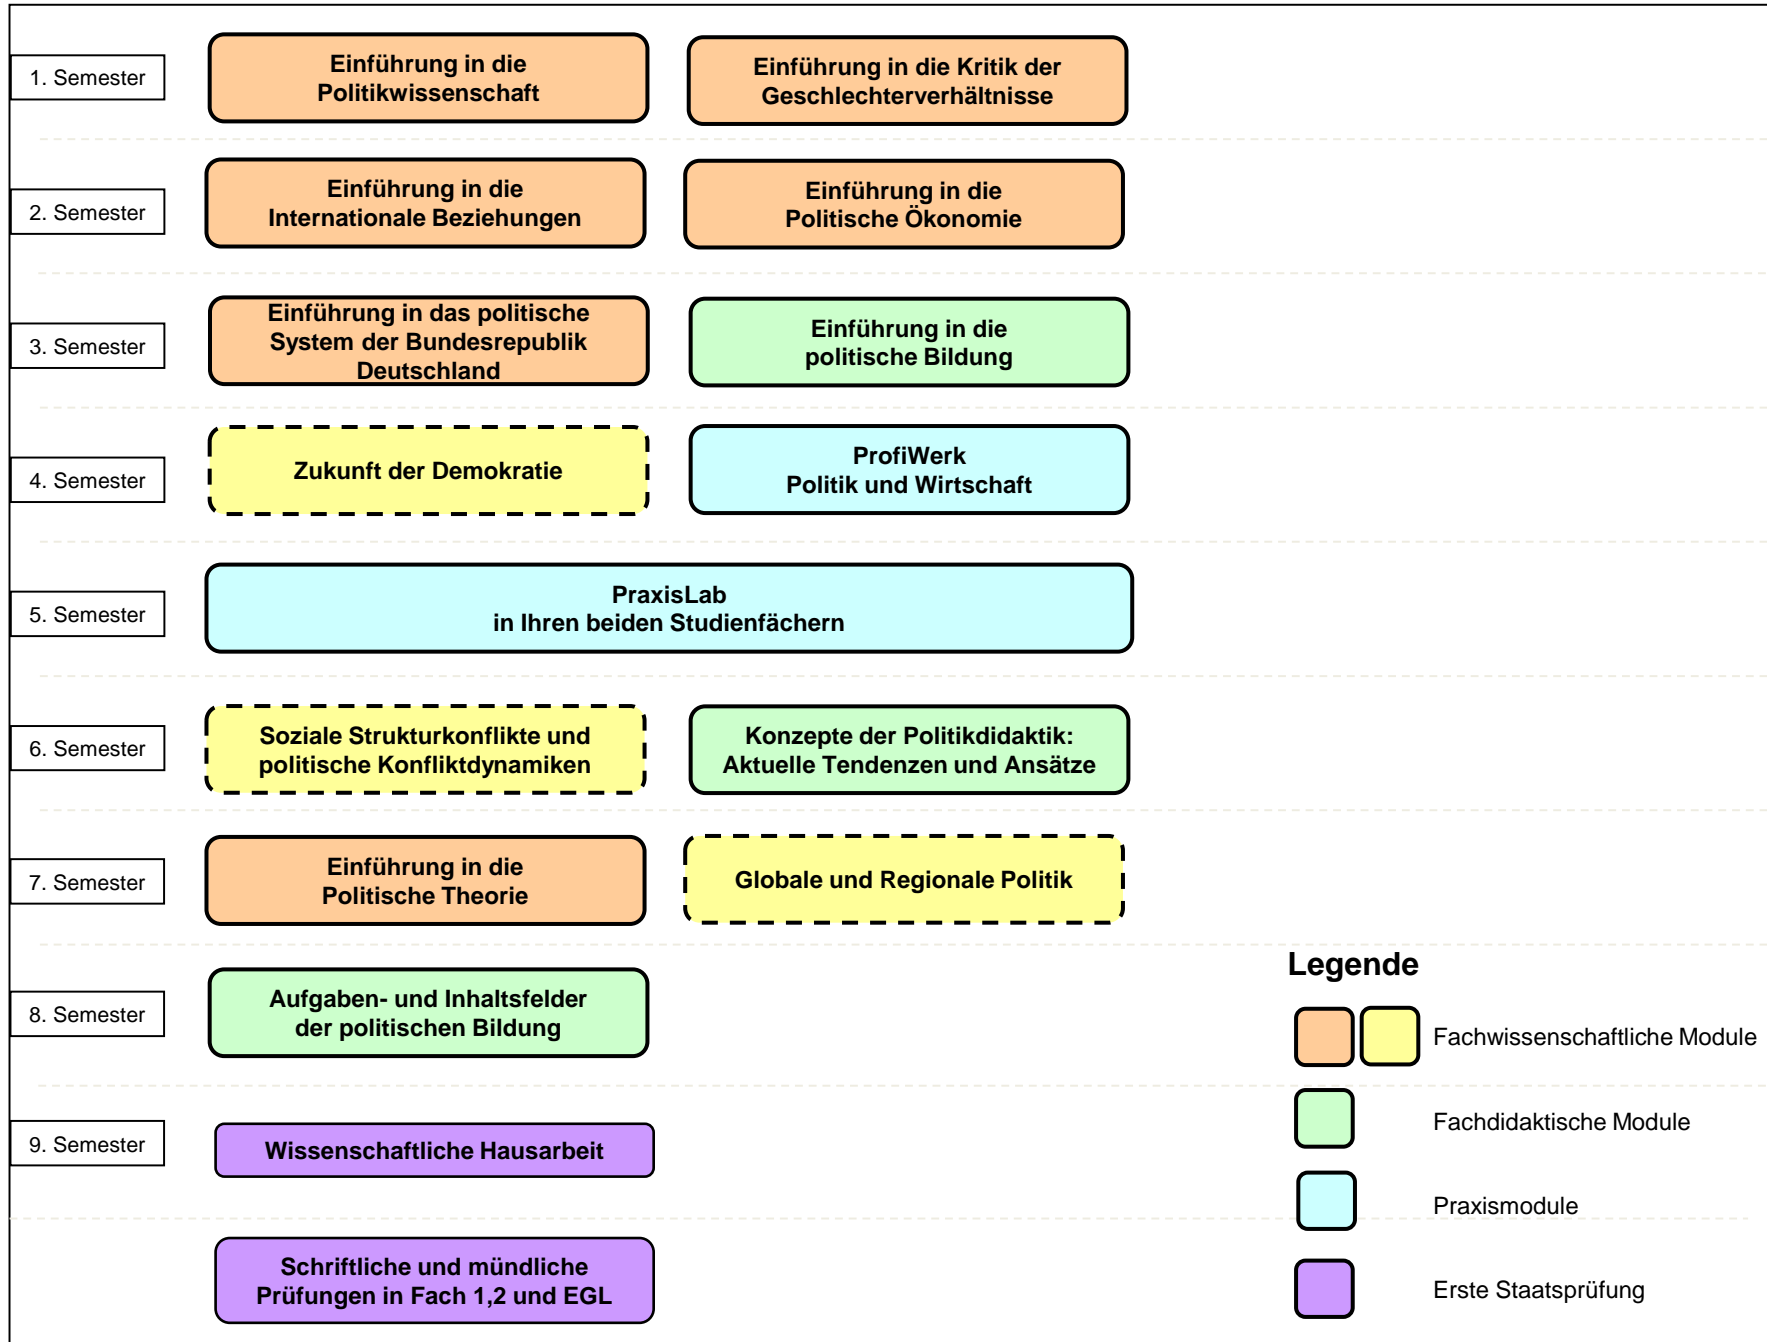 1. Semester
Einführung in die
Politikwissenschaft
Einführung in die Kritik der
Geschlechterverhältnisse
2. Semester
Einführung in die
Internationale Beziehungen
Einführung in die
Politische Ökonomie
3. Semester
Einführung in das politische
System der Bundesrepublik
Deutschland
Einführung in die
politische Bildung
4. Semester
Zukunft der Demokratie
ProfiWerk
Politik und Wirtschaft
5. Semester
PraxisLab
in Ihren beiden Studienfächern
6. Semester
Soziale Strukturkonflikte und
politische Konfliktdynamiken
Konzepte der Politikdidaktik:
Aktuelle Tendenzen und Ansätze
7. Semester
Einführung in die
Politische Theorie
Globale und Regionale Politik
8. Semester
Aufgaben- und Inhaltsfelder
der politischen Bildung
9. Semester
Wissenschaftliche Hausarbeit
Schriftliche und mündliche
Prüfungen in Fach 1,2 und EGL
Legende
Fachwissenschaftliche Module
Fachdidaktische Module
Praxismodule
Erste Staatsprüfung